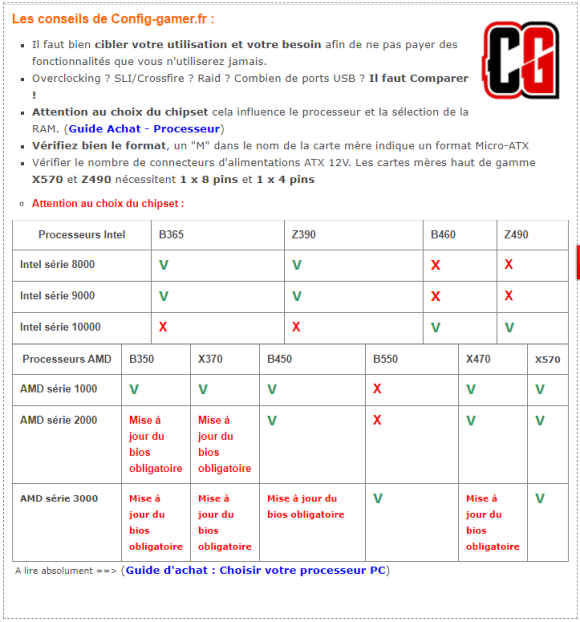 Les conseils de Config-gamer.fr :
CG
Il faut bien cibler votre utilisation et votre besoin afin de ne pas payer des
fonctionnalités que vous n'utiliserez jamais.
Overclocking ? SLI/Crossfire ? Raid ? Combien de ports USB ? Il faut Comparer
!
Attention au choix du chipset cela influence le processeur et la sélection de la
RAM. (Guide Achat - Processeur)
Vérifiez bien le format, un "M" dans le nom de la carte mère indique un format Micro-ATX
Vérifier le nombre de connecteurs d'alimentations ATX 12V. Les cartes mères haut de gamme
X570 et Z490 nécessitent 1 x 8 pins et 1 x 4 pins
Attention au choix du chipset :
Processeurs Intel B365 Z390 B460 Z490
Intel série 8000 V V X X
Intel série 9000 V V X X
Intel série 10000 X X V V
Processeurs AMD B350 X370 B450 B550 X470 X570
AMD série 1000 V V V X V V
AMD série 2000 Mise à Mise à V X V V
jour du jour du
bios bios
obligatoire obligatoire
AMD série 3000 Mise à Mise à Mise à jour du V Mise à V
jour du jour du bios obligatoire jour du
bios bios bios
obligatoire obligatoire obligatoire
A lire absolument ==> (Guide d'achat : Choisir votre processeur PC)